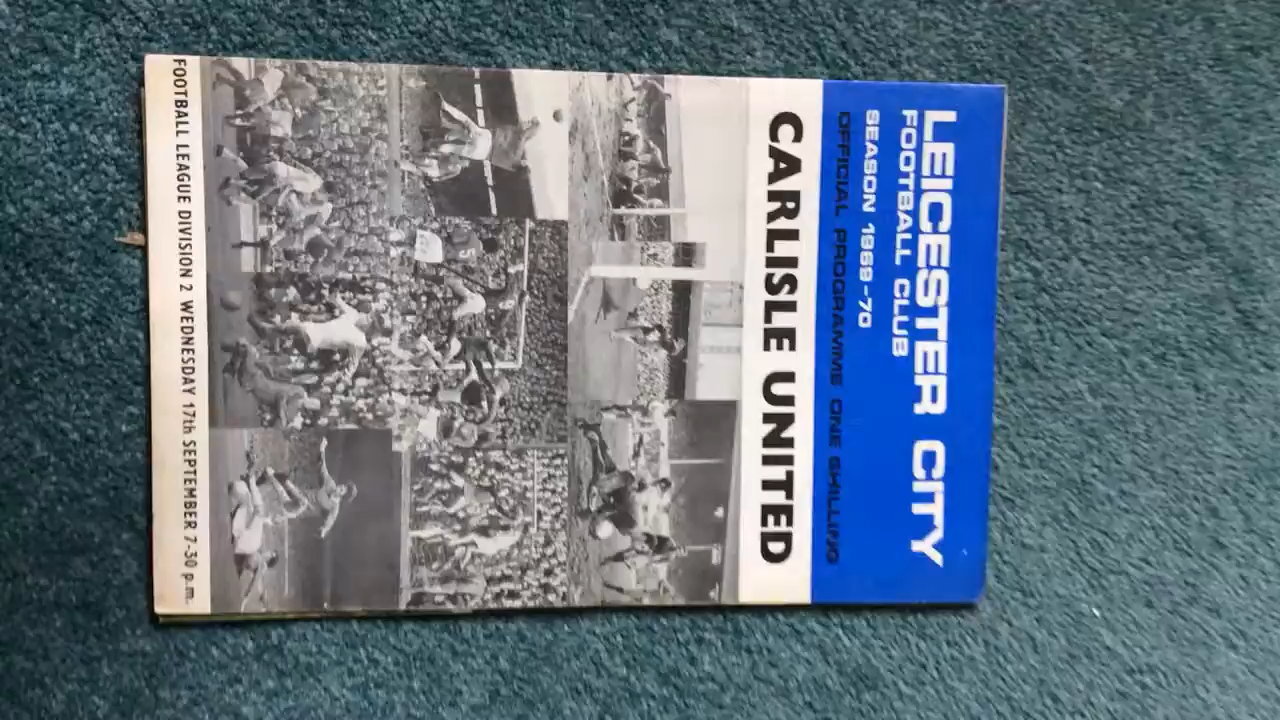 LEICESTER CITY
FOOTBALL CLUB
SEASON 1969-70
OFFICIAL PROGRAMME ONE SHILLING
CARLISLE UNITED
FOOTBALL LEAGUE DIVISION 2 WEDNESDAY 17th SEPTEMBER 7-30 p.m.